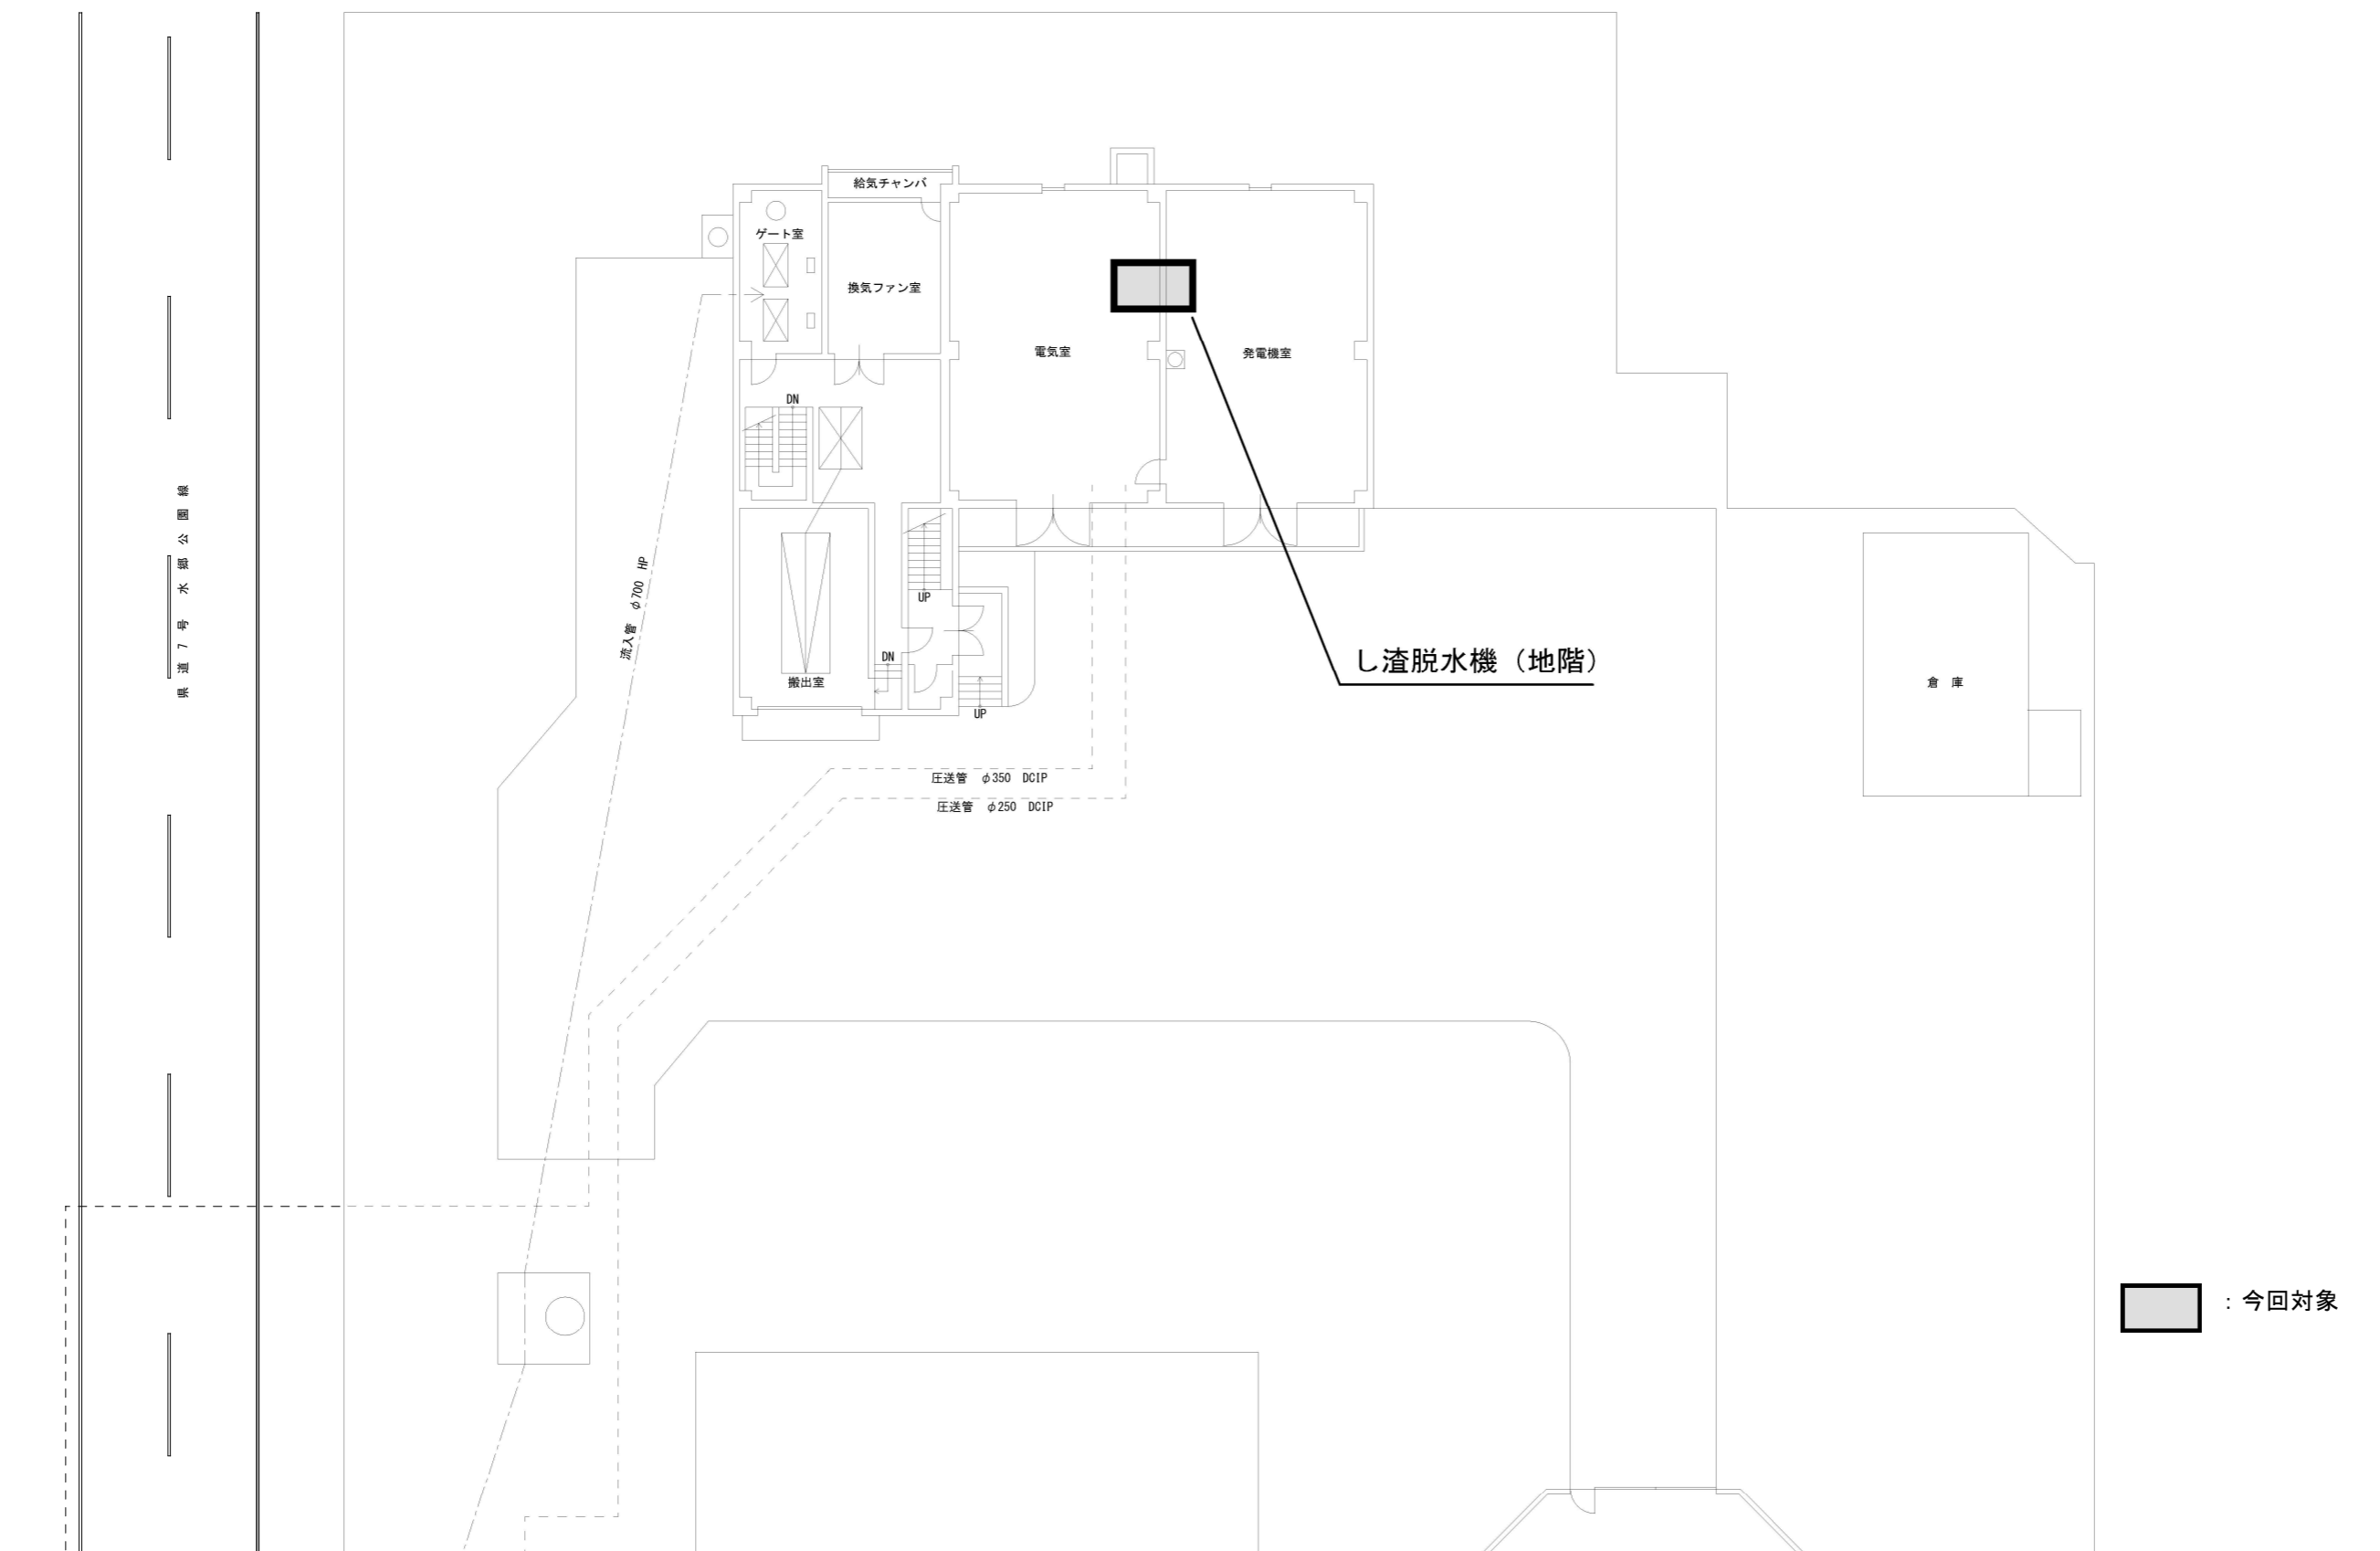 給気チャンバ
ゲート室
換気ファン室
電気室
発電機室
DN
県道7号 水郷公園線
流入管 φ700 HP
UP
DN
し渣脱水機（地階）
搬出室
倉 庫
UP
圧送管 φ350 DCIP
圧送管 φ250 DCIP
：今回対象